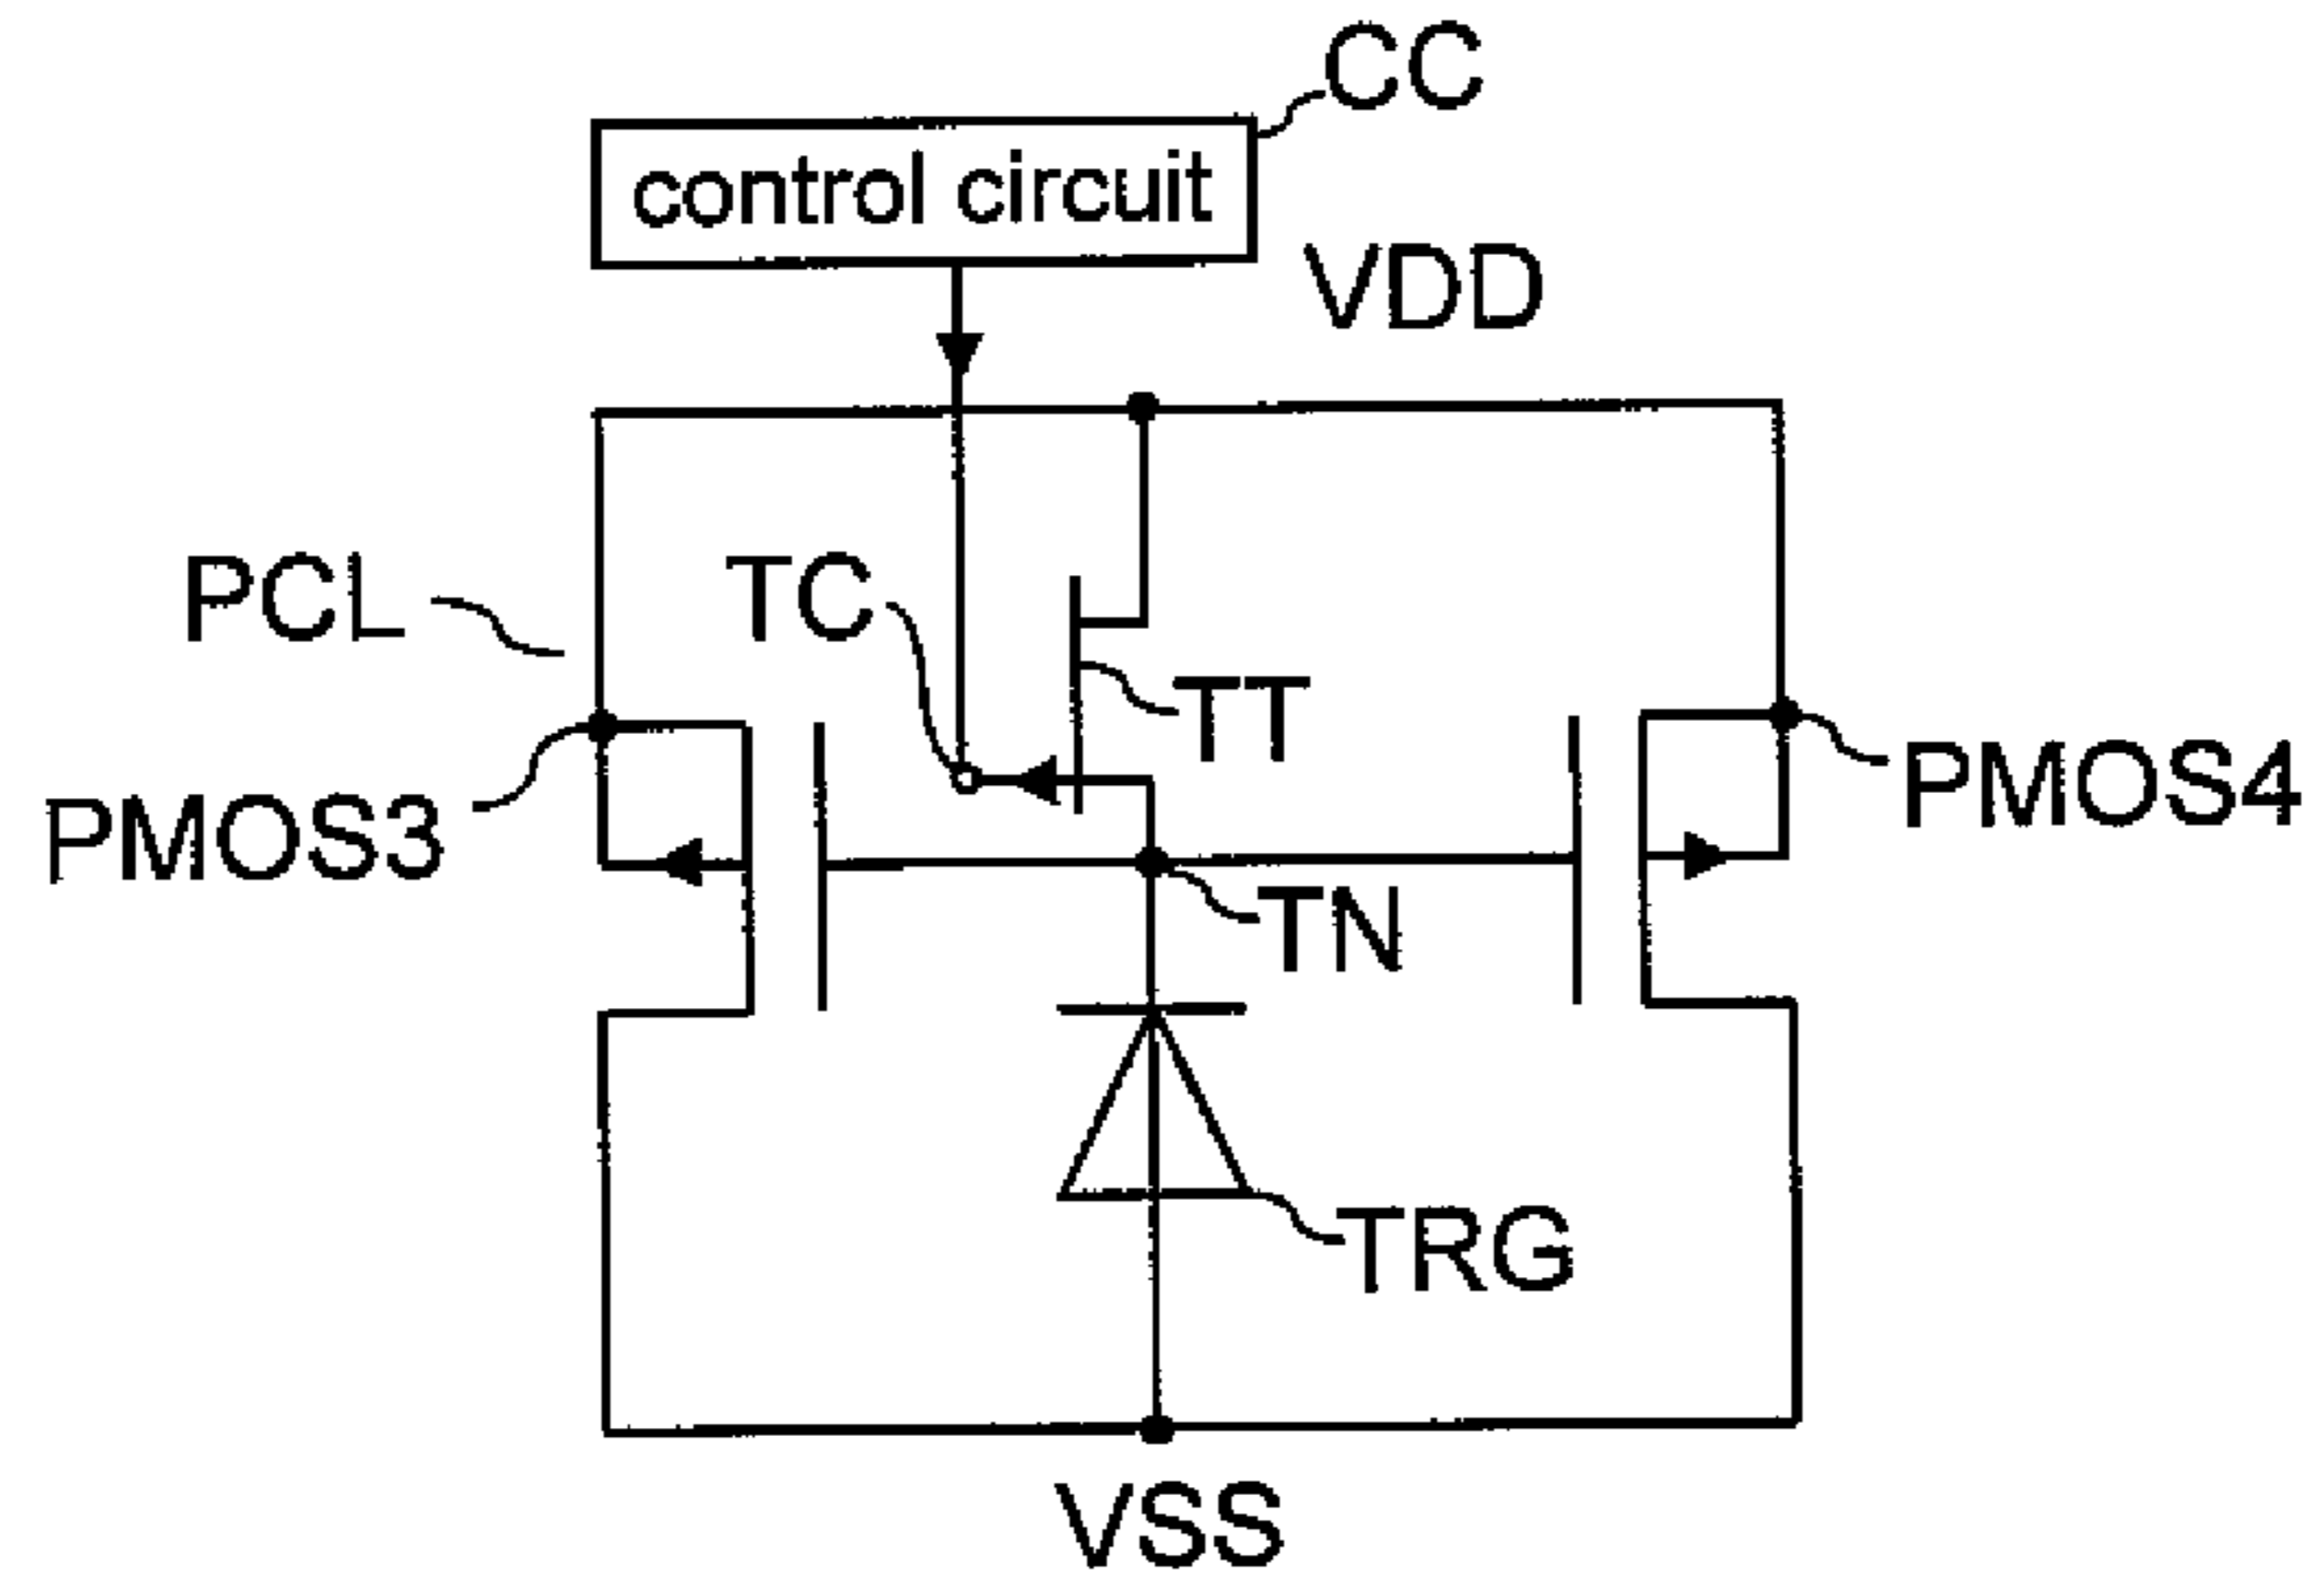 CC
control circuit
VDD
PCL
TC
TT
PMOS3
PMOS4
TN
TRG
VSS